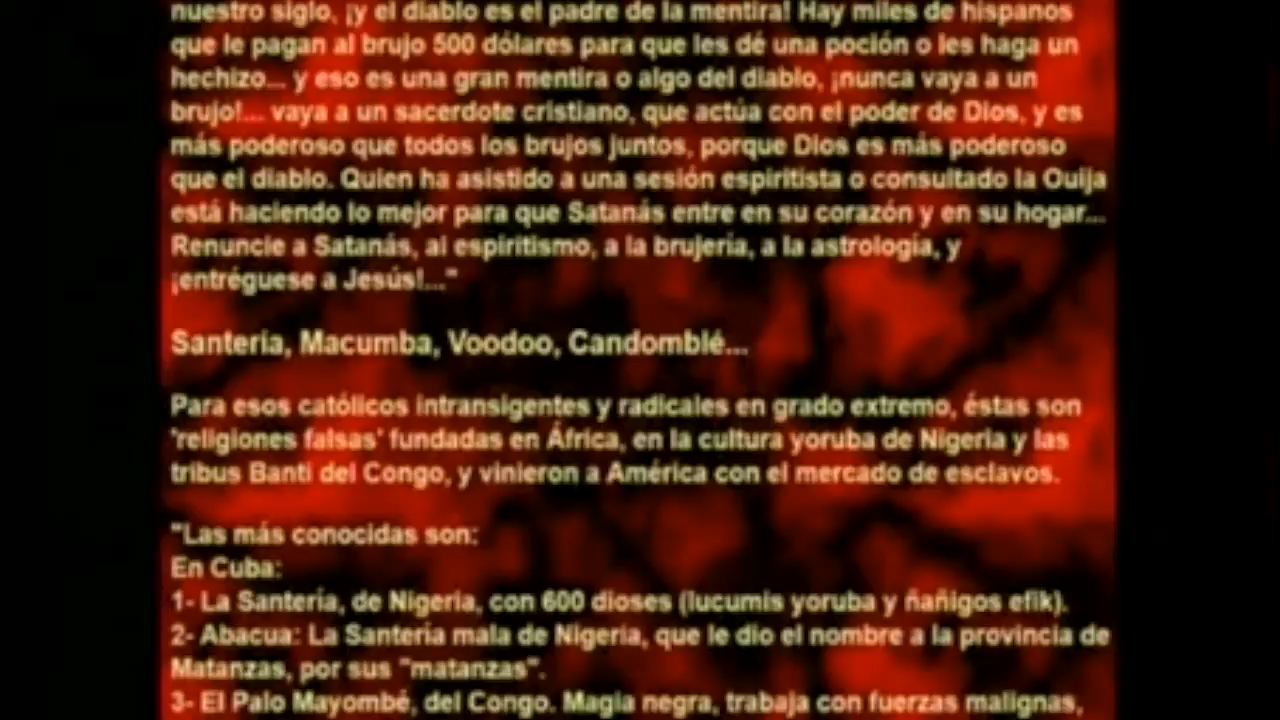 nuestro siglo, ¡y el diablo es el padre de la mentira! Hay miles de hispanos
que le pagan al brujo 500 dólares para que les dé una poción o les haga un
hechizo... y eso es una gran mentira o algo del diablo, ¡nunca vaya a un
brujo!... vaya a un sacerdote cristiano, que actúa con el poder de Dios, y es
más poderoso que todos los brujos juntos, porque Dios es más poderoso
que el diablo. Quien ha asistido a una sesión espiritista o consultado la Ouija
está haciendo lo mejor para que Satanás entre en su corazón y en su hogar...
Renuncie a Satanás, al espiritismo, a la brujería, a la astrología, y
¡entréguese a Jesús!..."
Santería, Macumba, Voodoo, Candomblé...
Para esos católicos intransigentes y radicales en grado extremo, éstas son
'religiones falsas' fundadas en África, en la cultura yoruba de Nigeria y las
tribus Banti del Congo, y vinieron a América con el mercado de esclavos.
"Las más conocidas son:
En Cuba:
1- La Santería, de Nigeria, con 600 dioses (lucumis yoruba y ñañigos efik).
2- Abacua: La Santería mala de Nigeria, que le dio el nombre a la provincia de
Matanzas, por sus "matanzas".
3- El Palo Mayombé, del Congo. Magia negra, trabaja con fuerzas malignas,